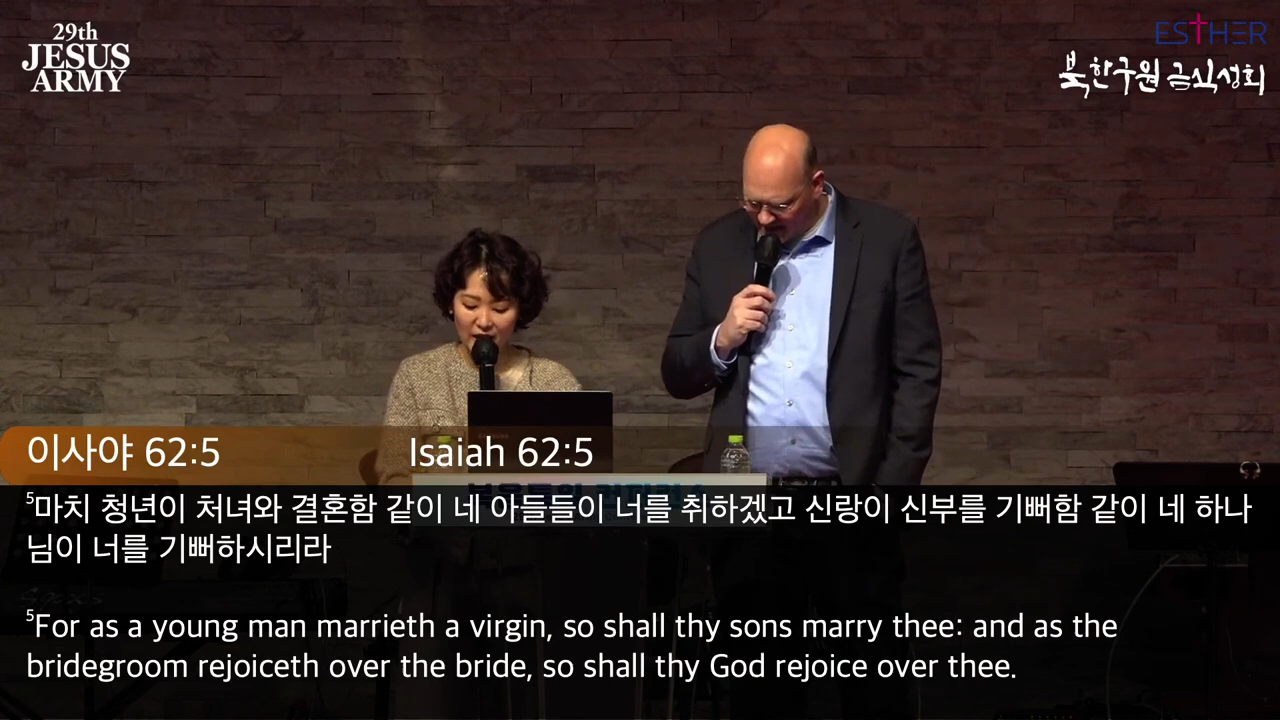 29th
JESUS
ARMY
ESTHER
북한구원 금식성회
이사야 62:5
Isaiah 62:5
⁵마치 청년이 처녀와 결혼함 같이 네 아들들이 너를 취하겠고 신랑이 신부를 기뻐함 같이 네 하나
님이 너를 기뻐하시리라
⁵For as a young man marrieth a virgin, so shall thy sons marry thee: and as the
bridegroom rejoiceth over the bride, so shall thy God rejoice over thee.